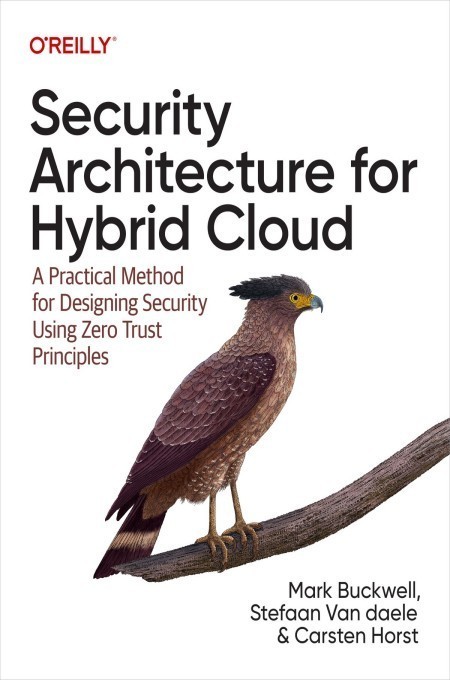 O'REILLY®
Security
Architecture for
Hybrid Cloud
A Practical Method
for Designing Security
Using Zero Trust
Principles
Mark Buckwell,
Stefaan Van daele
& Carsten Horst